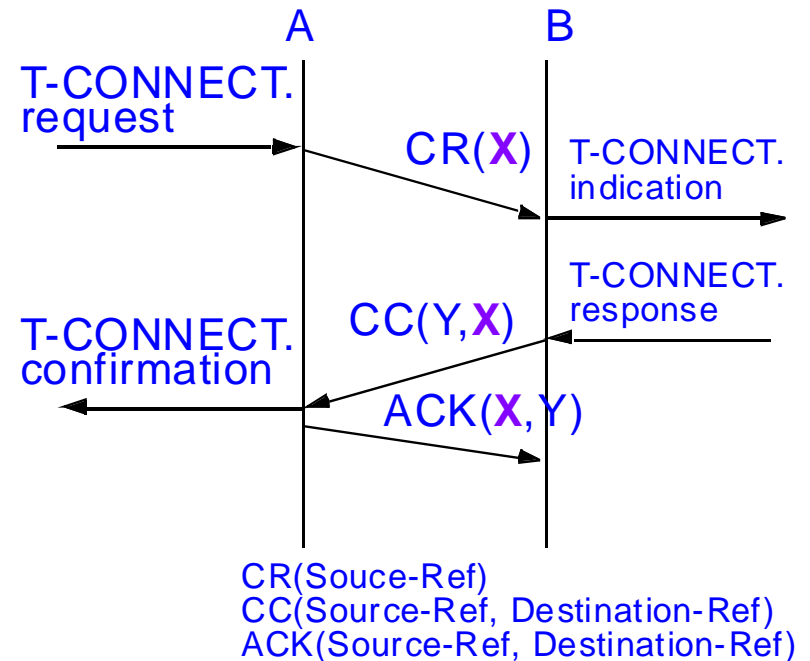 A
B
T-CONNECT.
request
CR(X)
T-CONNECT.
indication
T-CONNECT.
response
CC(Y,X)
T-CONNECT.
confirmation
ACK(X,Y)
CR(Souce-Ref)
CC(Source-Ref, Destination-Ref)
ACK(Source-Ref, Destination-Ref)